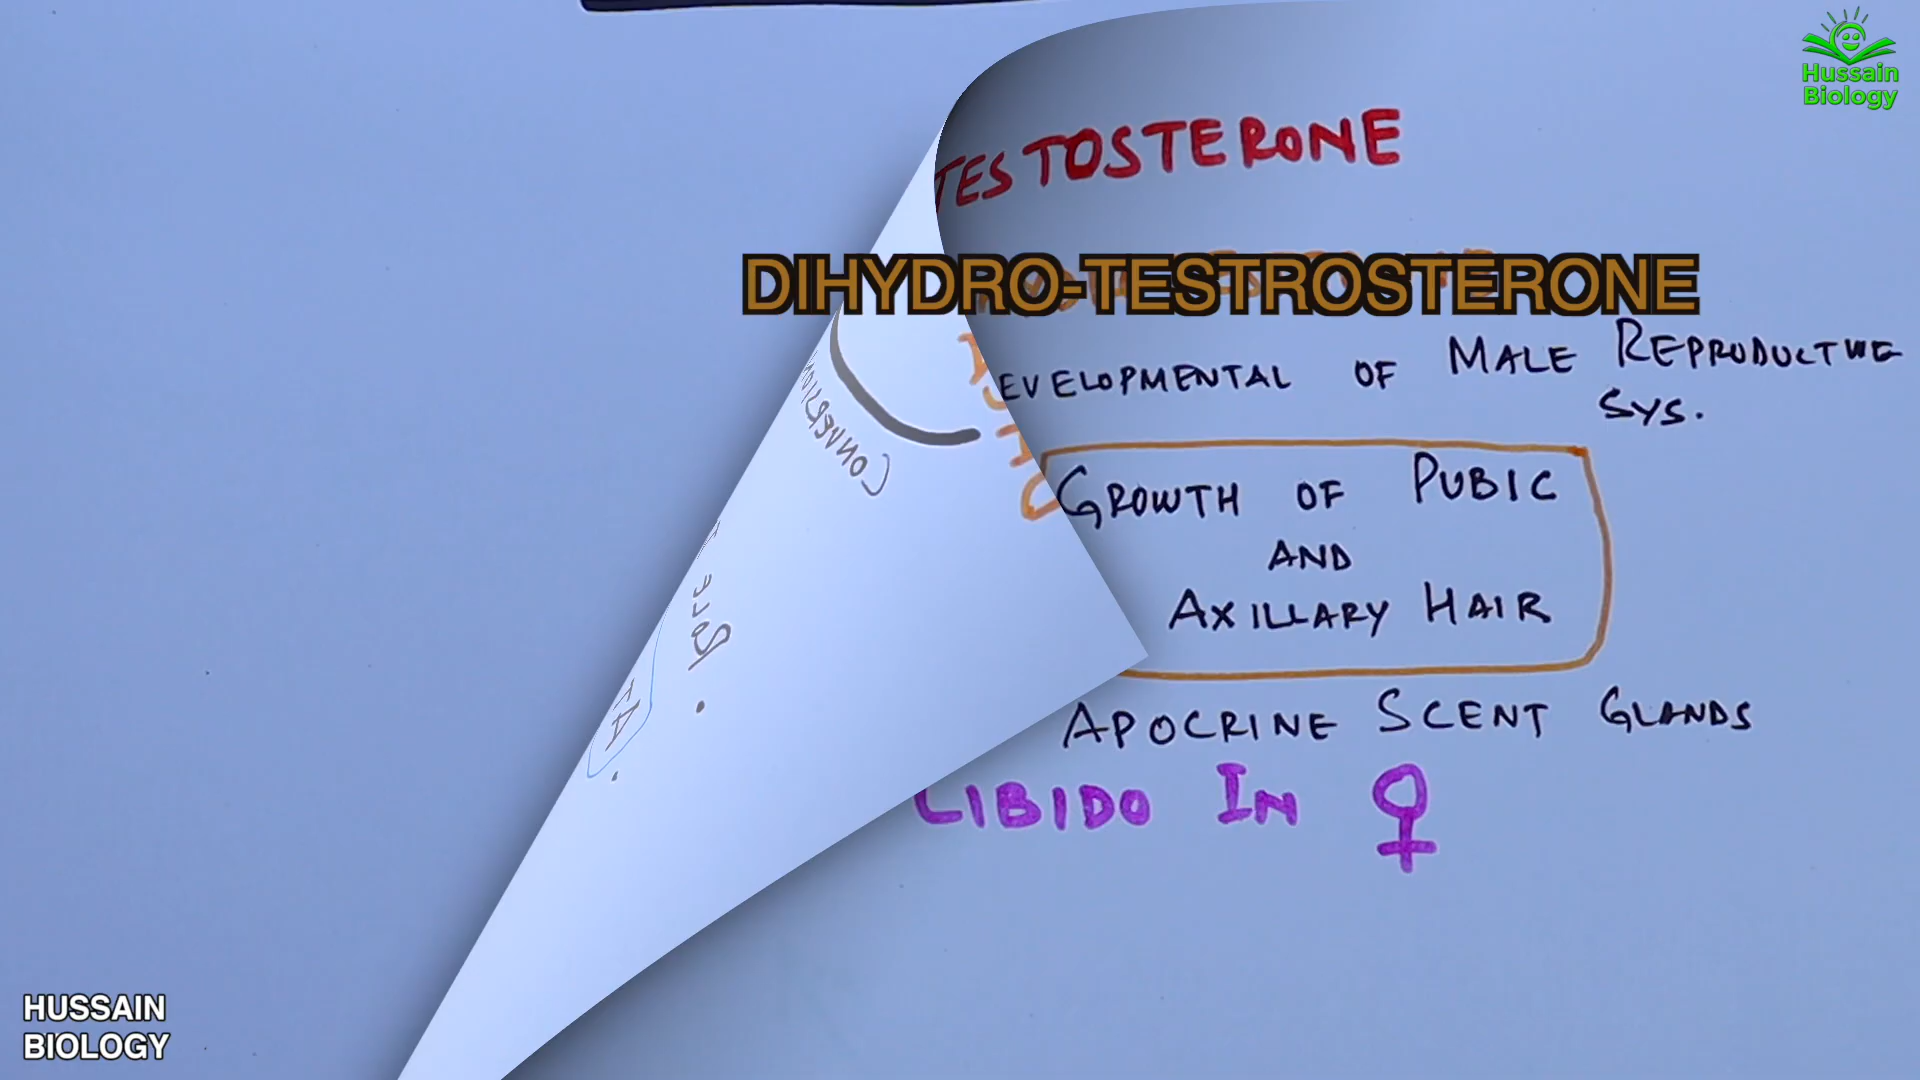 Hussain
Biology
TESTOSTERONE
DIHYDRO-TESTROSTERONE
EVELOPMENTAL OF MALE REPRODUCTIVE
SYS.
GROWTH OF PUBIC
AND
AXILLARY HAIR
APOCRINE SCENT GLANDS
LIBIDO IN ♀
HUSSAIN
BIOLOGY